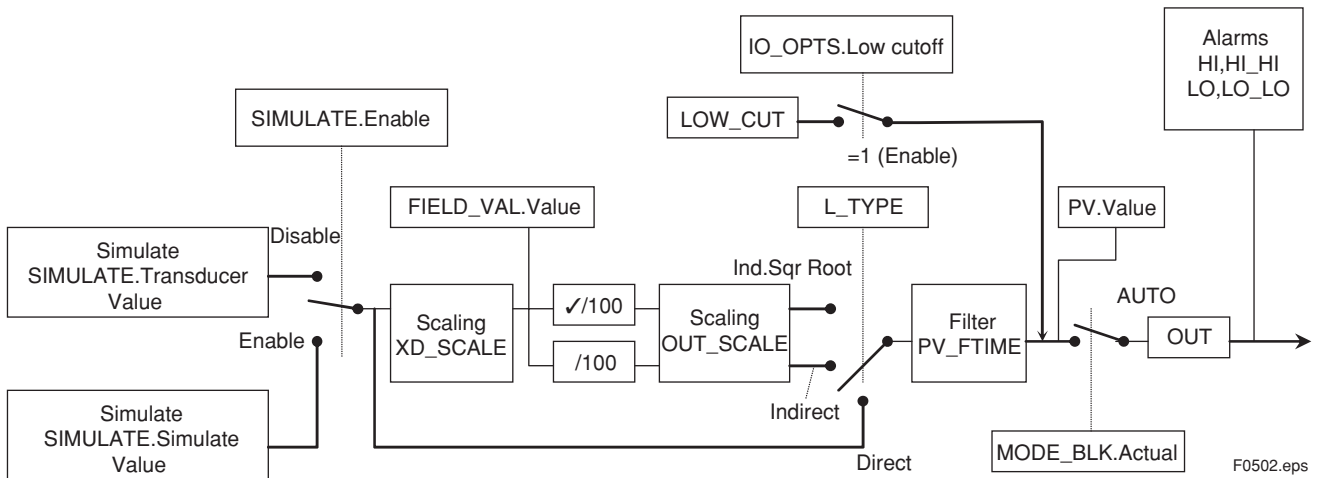 IO_OPTS.Low cutoff
Alarms
HI,HI_HI
LO,LO_LO
SIMULATE.Enable
LOW_CUT
=1 (Enable)
FIELD_VAL.Value
L_TYPE
PV.Value
Disable
Simulate
SIMULATE.Transducer
Value
Ind.Sqr Root
AUTO
Scaling
XD_SCALE
✓/100
/100
Scaling
OUT_SCALE
Filter
PV_FTIME
OUT
Enable
Indirect
Simulate
SIMULATE.Simulate
Value
Direct
MODE_BLK.Actual
F0502.eps